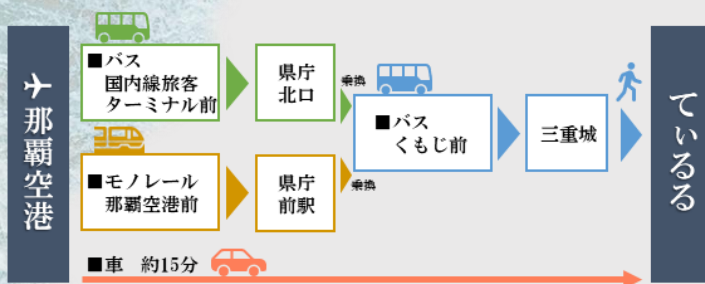 那覇空港
■バス
国内線旅客
ターミナル前
県庁
北口
乗換
■モノレール
那覇空港前
県庁
前駅
乗換
■バス
くもじ前
三重城
てぃるる
■車 約15分